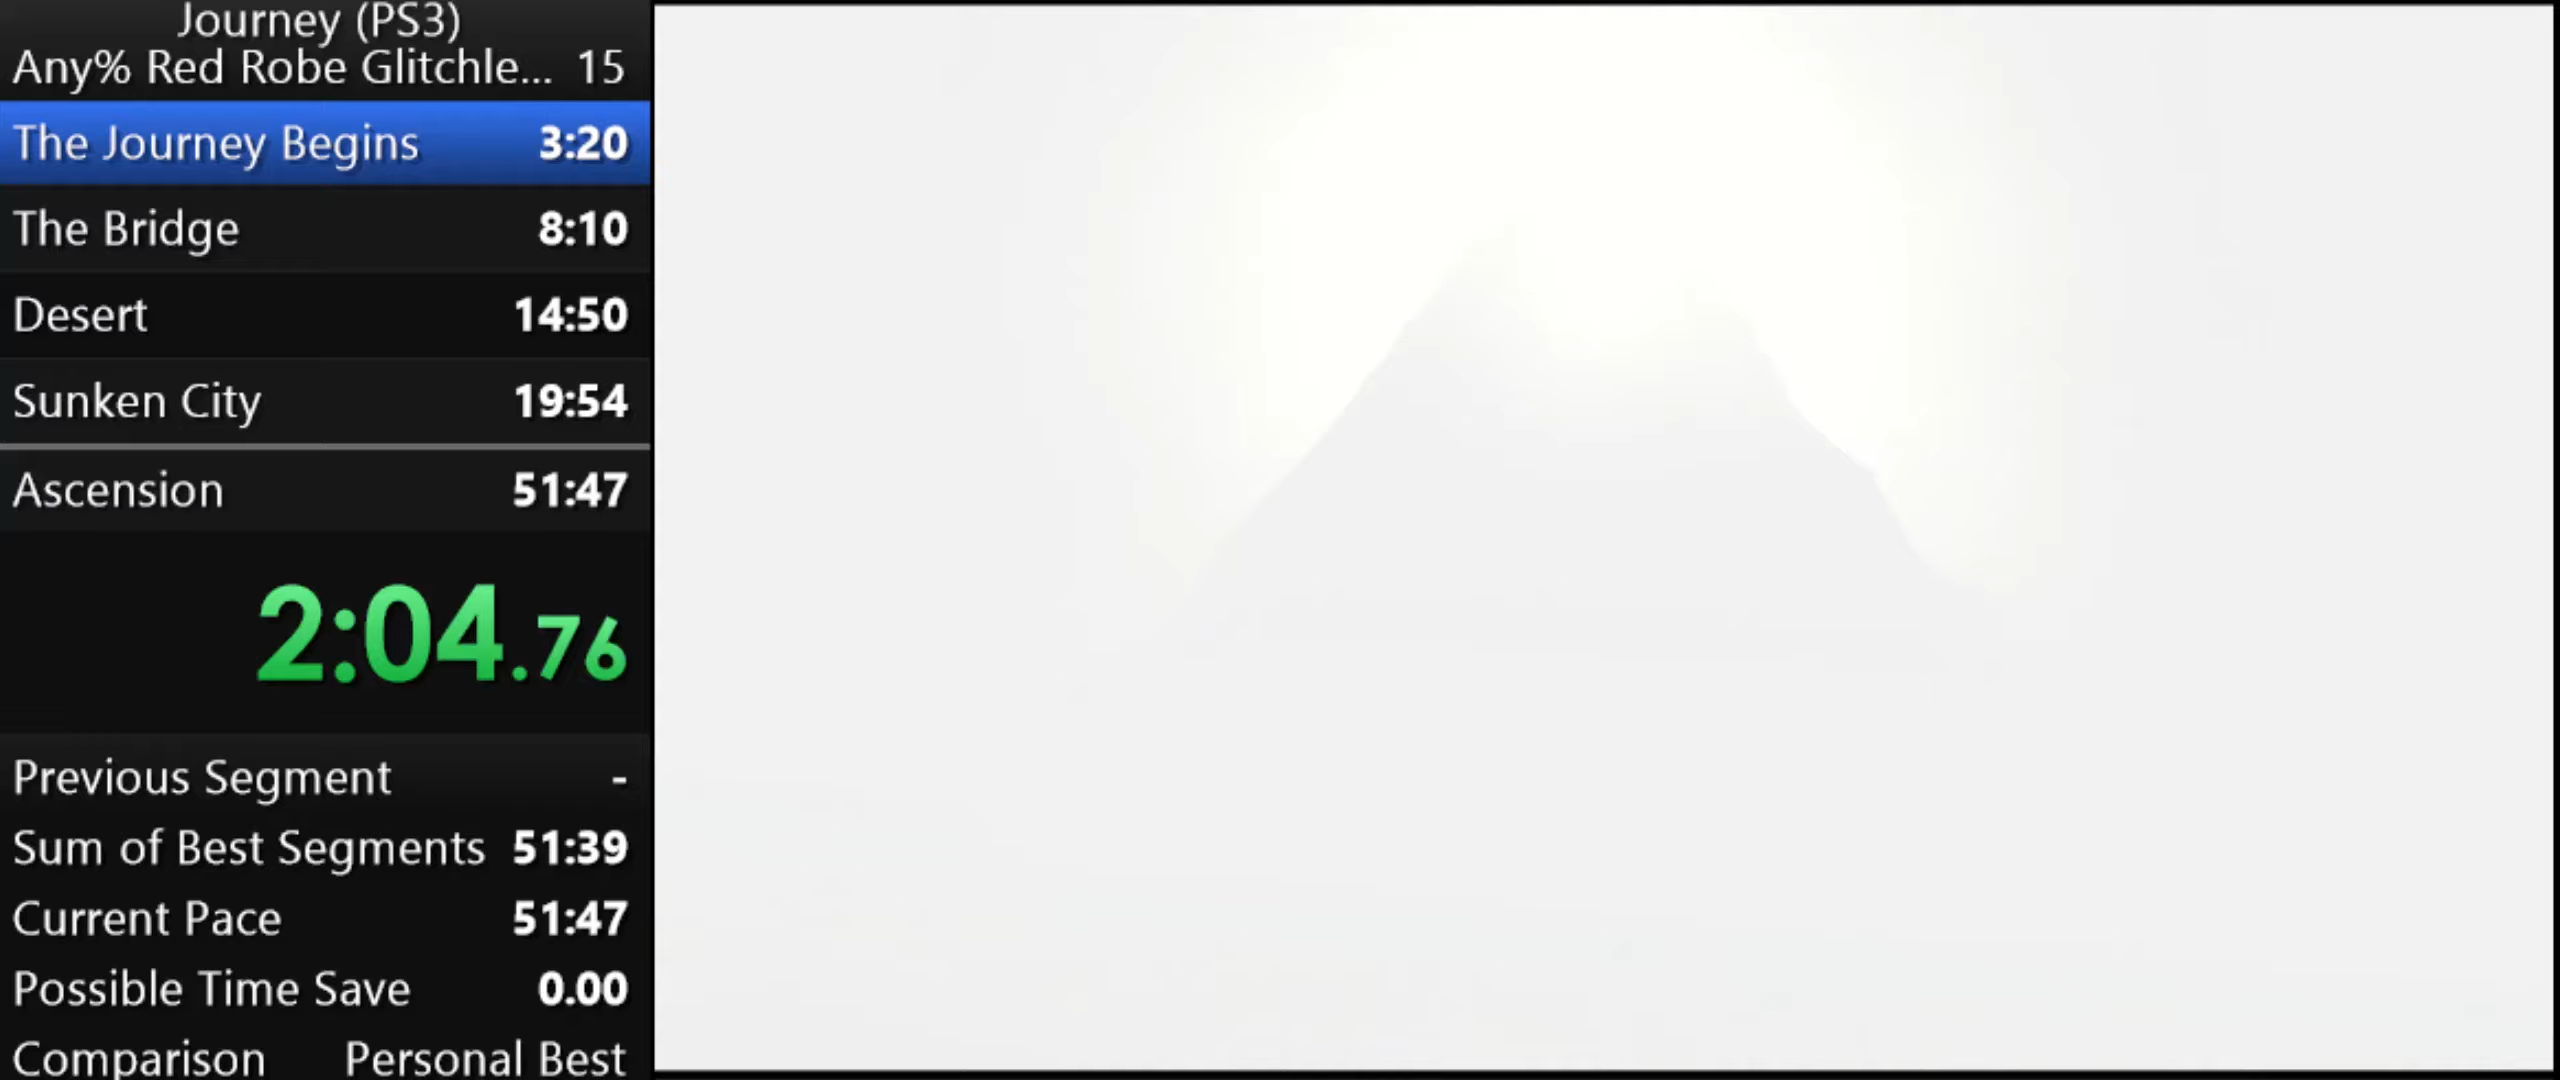 Journey (PS3)
Any% Red Robe Glitchle... 15
The Journey Begins 3:20
The Bridge 8:10
Desert 14:50
Sunken City 19:54
Ascension 51:47
2:04.76
Previous Segment -
Sum of Best Segments 51:39
Current Pace 51:47
Possible Time Save 0.00
Comparison Personal Best